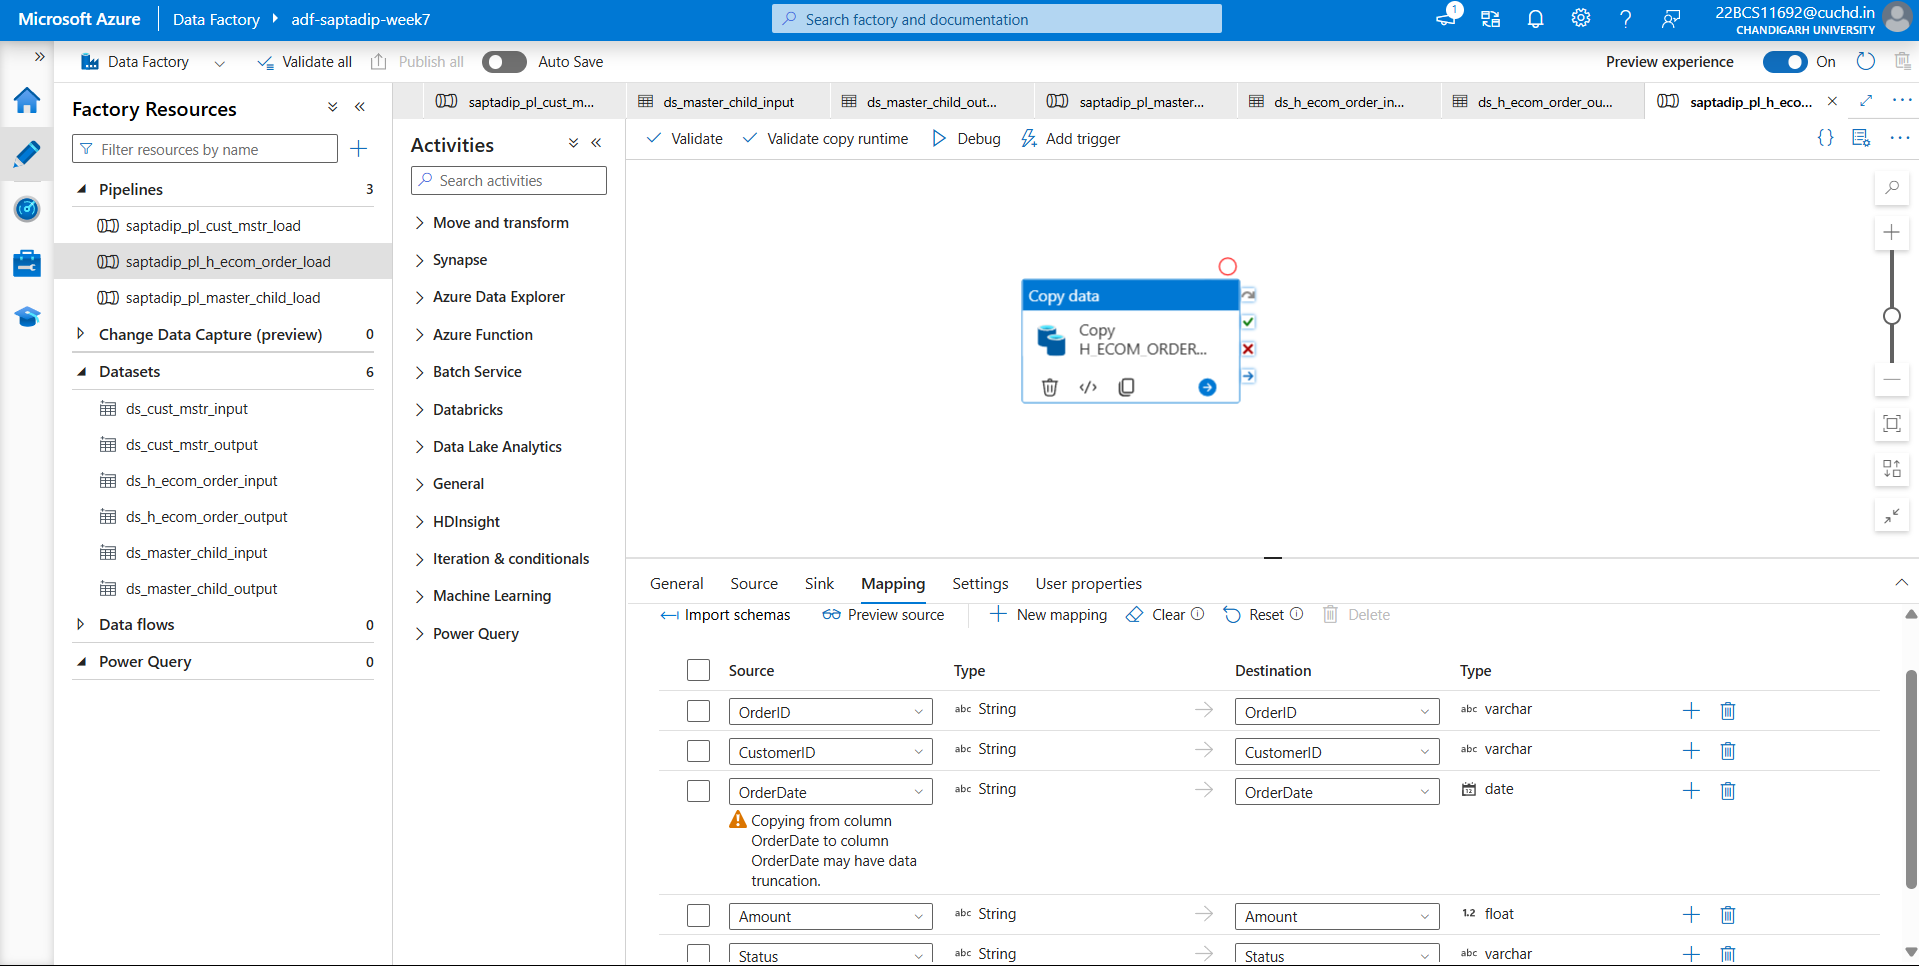 Microsoft Azure
Data Factory
adf-saptadip-week7
Search factory and documentation
1
22BCS11692@cuchd.in
CHANDIGARH UNIVERSITY
Data Factory
Validate all
Publish all
Auto Save
Preview experience
On
Factory Resources
Filter resources by name
Pipelines 3
saptadip_pl_cust_mstr_load
saptadip_pl_h_ecom_order_load
saptadip_pl_master_child_load
Change Data Capture (preview) 0
Datasets 6
ds_cust_mstr_input
ds_cust_mstr_output
ds_h_ecom_order_input
ds_h_ecom_order_output
ds_master_child_input
ds_master_child_output
Data flows 0
Power Query 0
saptadip_pl_cust_m...
ds_master_child_input
ds_master_child_out...
saptadip_pl_master...
ds_h_ecom_order_in...
ds_h_ecom_order_ou...
saptadip_pl_h_eco...
Activities
Search activities
Move and transform
Synapse
Azure Data Explorer
Azure Function
Batch Service
Databricks
Data Lake Analytics
General
HDInsight
Iteration & conditionals
Machine Learning
Power Query
Validate
Validate copy runtime
Debug
Add trigger
Copy data
Copy
H_ECOM_ORDER...
General
Source
Sink
Mapping
Settings
User properties
Import schemas
Preview source
New mapping
Clear
Reset
Delete
Source Type Destination Type
OrderID abc String OrderID abc varchar
CustomerID abc String CustomerID abc varchar
OrderDate abc String OrderDate date
Copying from column
OrderDate to column
OrderDate may have data
truncation.
Amount abc String Amount 1.2 float
Status abc String Status abc varchar